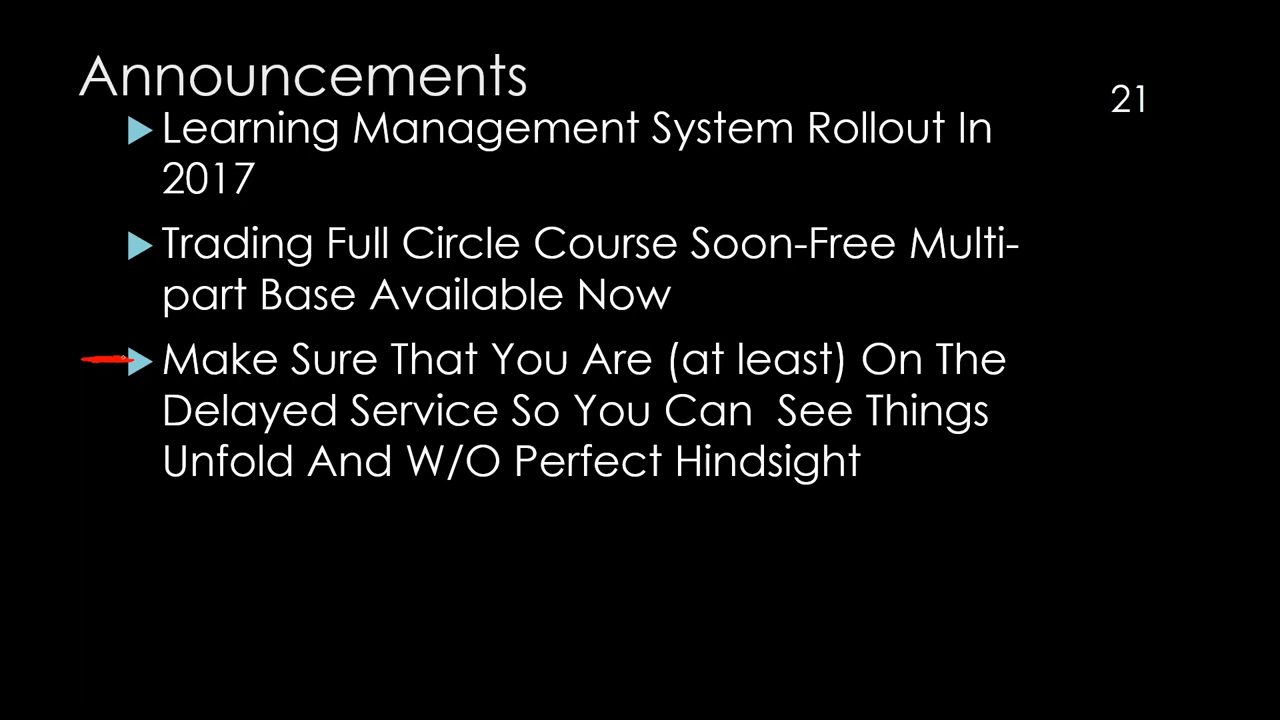 Announcements
21
Learning Management System Rollout In
2017
Trading Full Circle Course Soon-Free Multi-
part Base Available Now
Make Sure That You Are (at least) On The
Delayed Service So You Can  See Things
Unfold And W/O Perfect Hindsight